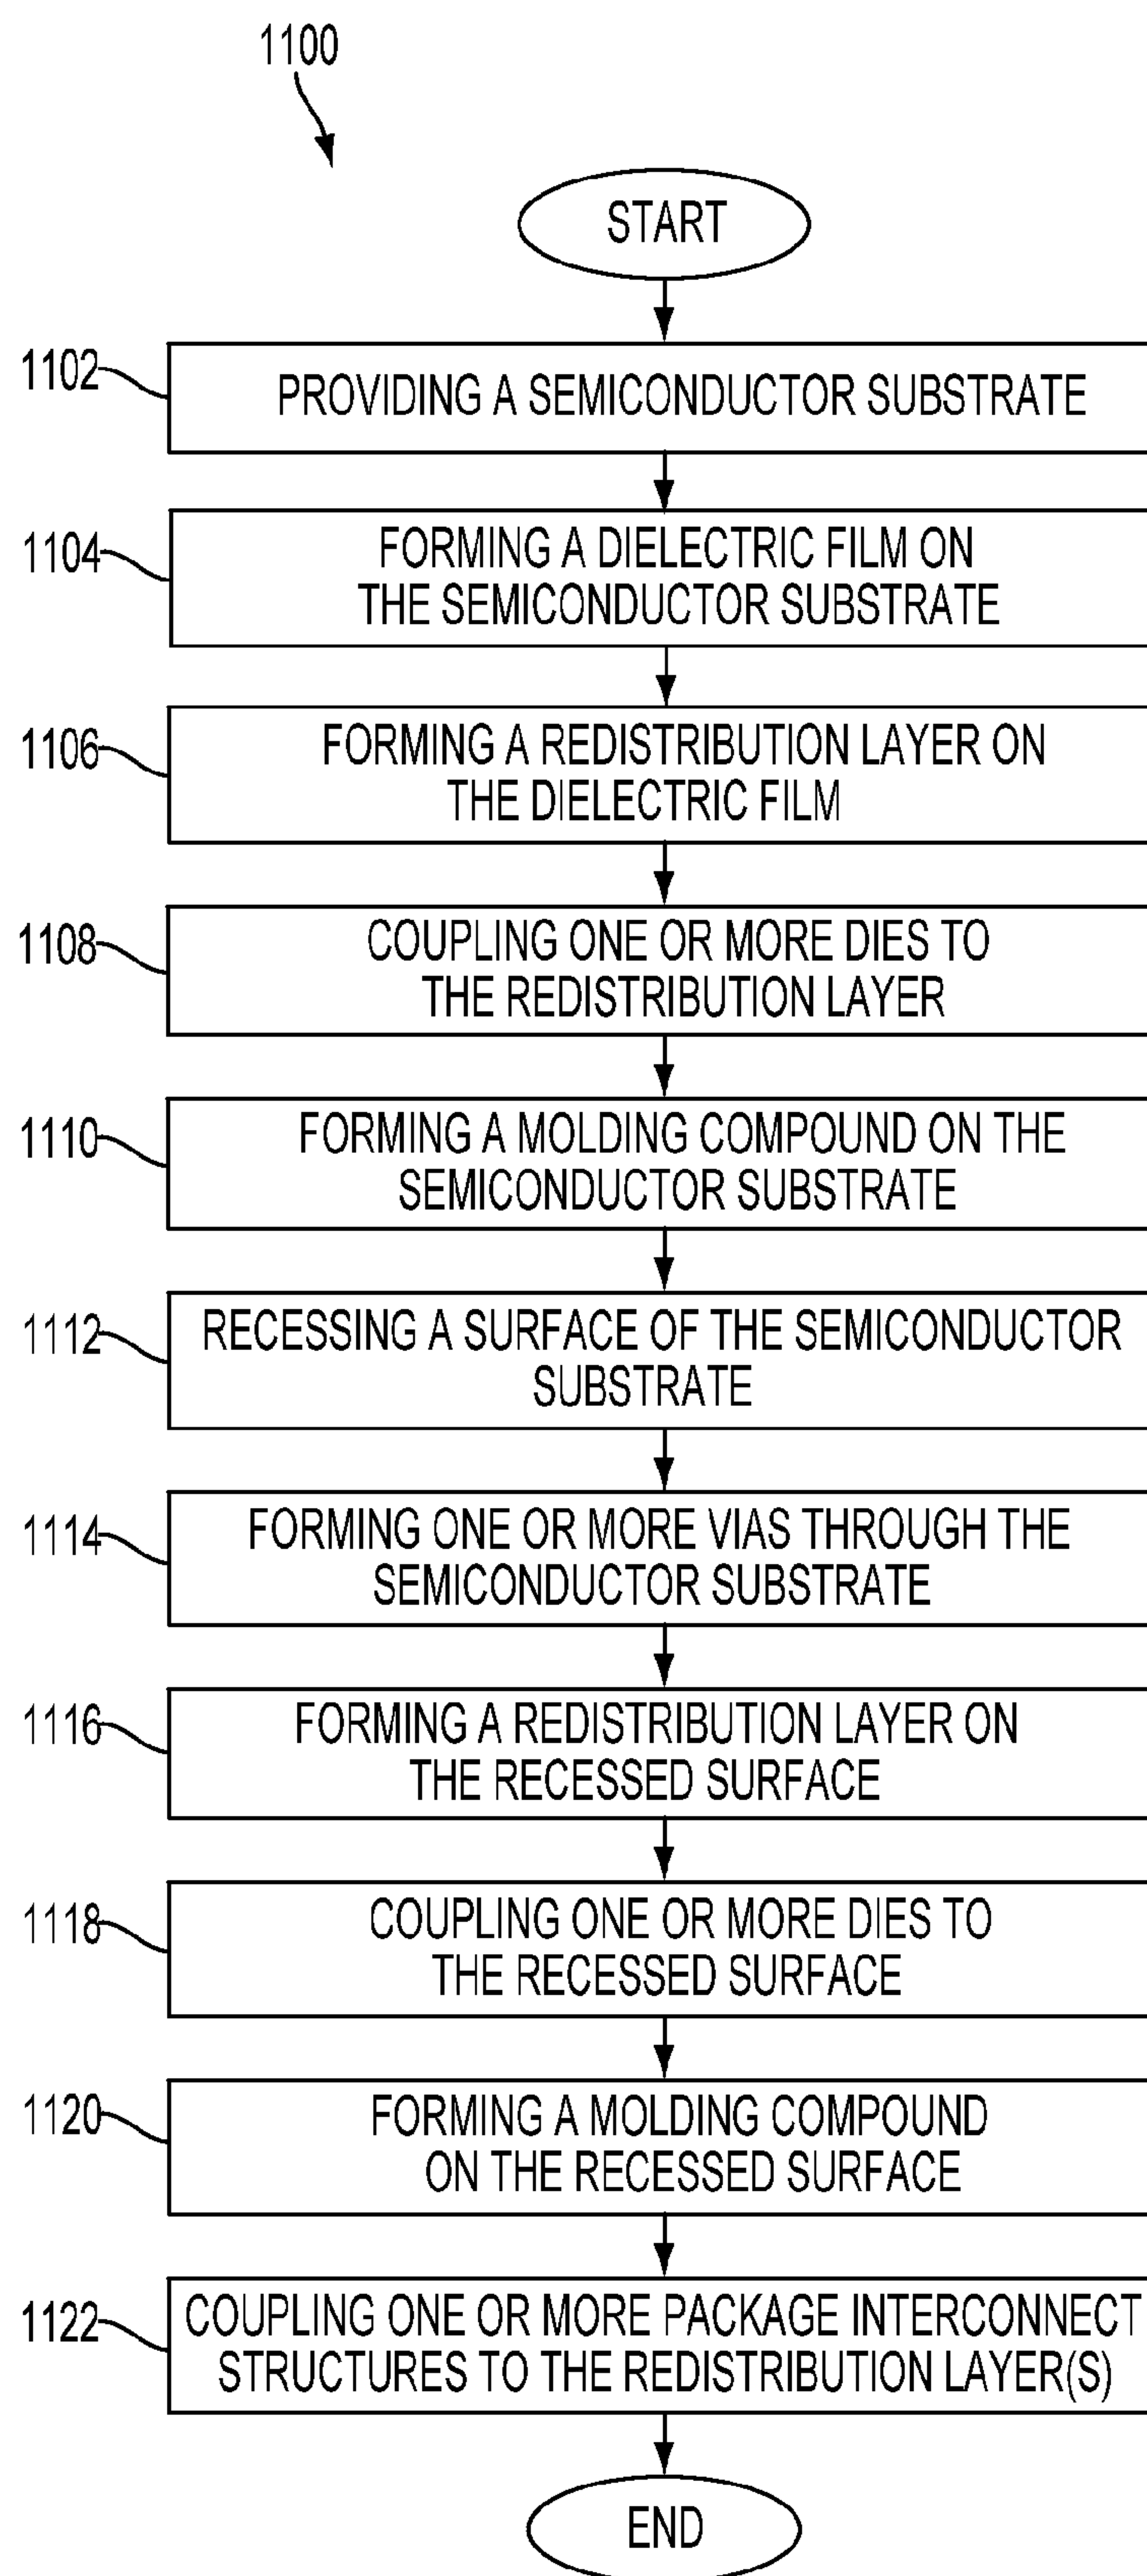 1100
START
1102
PROVIDING A SEMICONDUCTOR SUBSTRATE
1104
FORMING A DIELECTRIC FILM ON
THE SEMICONDUCTOR SUBSTRATE
1106
FORMING A REDISTRIBUTION LAYER ON
THE DIELECTRIC FILM
1108
COUPLING ONE OR MORE DIES TO
THE REDISTRIBUTION LAYER
1110
FORMING A MOLDING COMPOUND ON THE
SEMICONDUCTOR SUBSTRATE
1112
RECESSING A SURFACE OF THE SEMICONDUCTOR
SUBSTRATE
1114
FORMING ONE OR MORE VIAS THROUGH THE
SEMICONDUCTOR SUBSTRATE
1116
FORMING A REDISTRIBUTION LAYER ON
THE RECESSED SURFACE
1118
COUPLING ONE OR MORE DIES TO
THE RECESSED SURFACE
1120
FORMING A MOLDING COMPOUND
ON THE RECESSED SURFACE
1122
COUPLING ONE OR MORE PACKAGE INTERCONNECT
STRUCTURES TO THE REDISTRIBUTION LAYER(S)
END